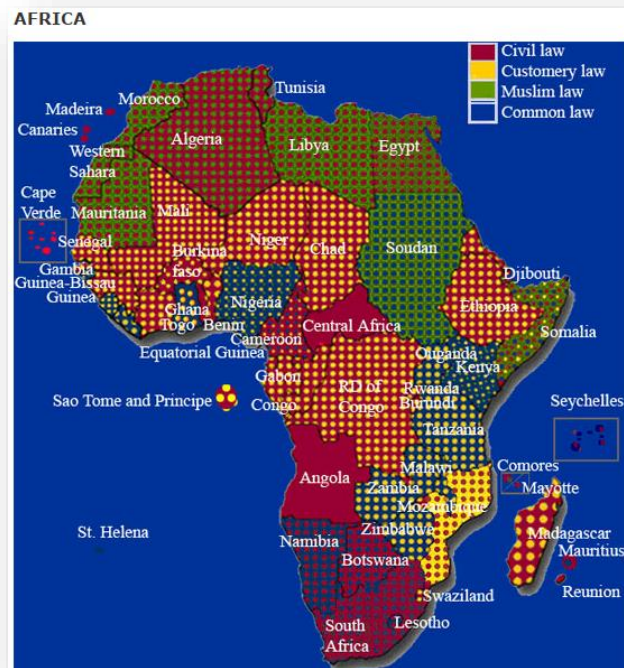 AFRICA
Civil law
Customery law
Muslim law
Common law
Tunisia
Morocco
Madeira
Canaries
Algeria
Libya
Egypt
Western
Sahara
Cape
Verde
Mauritania
Mali
Niger
Chad
Soudan
Senegal
Burkina
faso
Gambia
Guinea-Bissau
Guinea
Djibouti
Nigeria
Ethiopia
Ghana
Togo
Benin
Central Africa
Somalia
Cameroon
Equatorial Guinea
Ouganda
Kenya
Gabon
RD of
Congo
Rwanda
Burundi
Sao Tome and Principe
Congo
Seychelles
Tanzania
Malawi
Comores
Angola
Zambia
Mayotte
Mozambique
St. Helena
Zimbabwe
Namibia
Madagascar
Mauritius
Botswana
Reunion
Swaziland
South
Africa
Lesotho